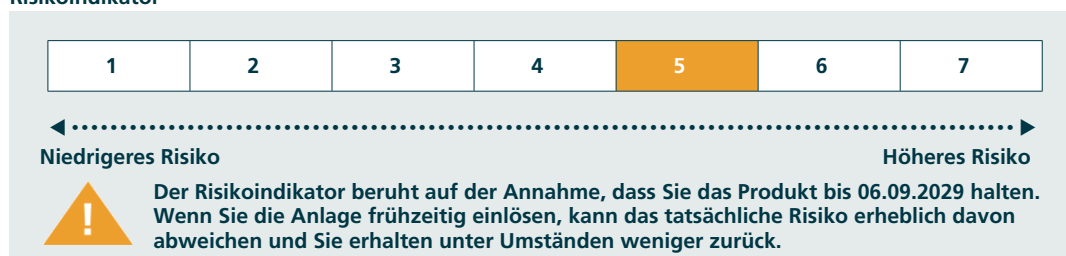 Risikoindikator
1 2 3 4 5 6 7
Niedrigeres Risiko Höheres Risiko
! Der Risikoindikator beruht auf der Annahme, dass Sie das Produkt bis 06.09.2029 halten.
Wenn Sie die Anlage frühzeitig einlösen, kann das tatsächliche Risiko erheblich davon
abweichen und Sie erhalten unter Umständen weniger zurück.